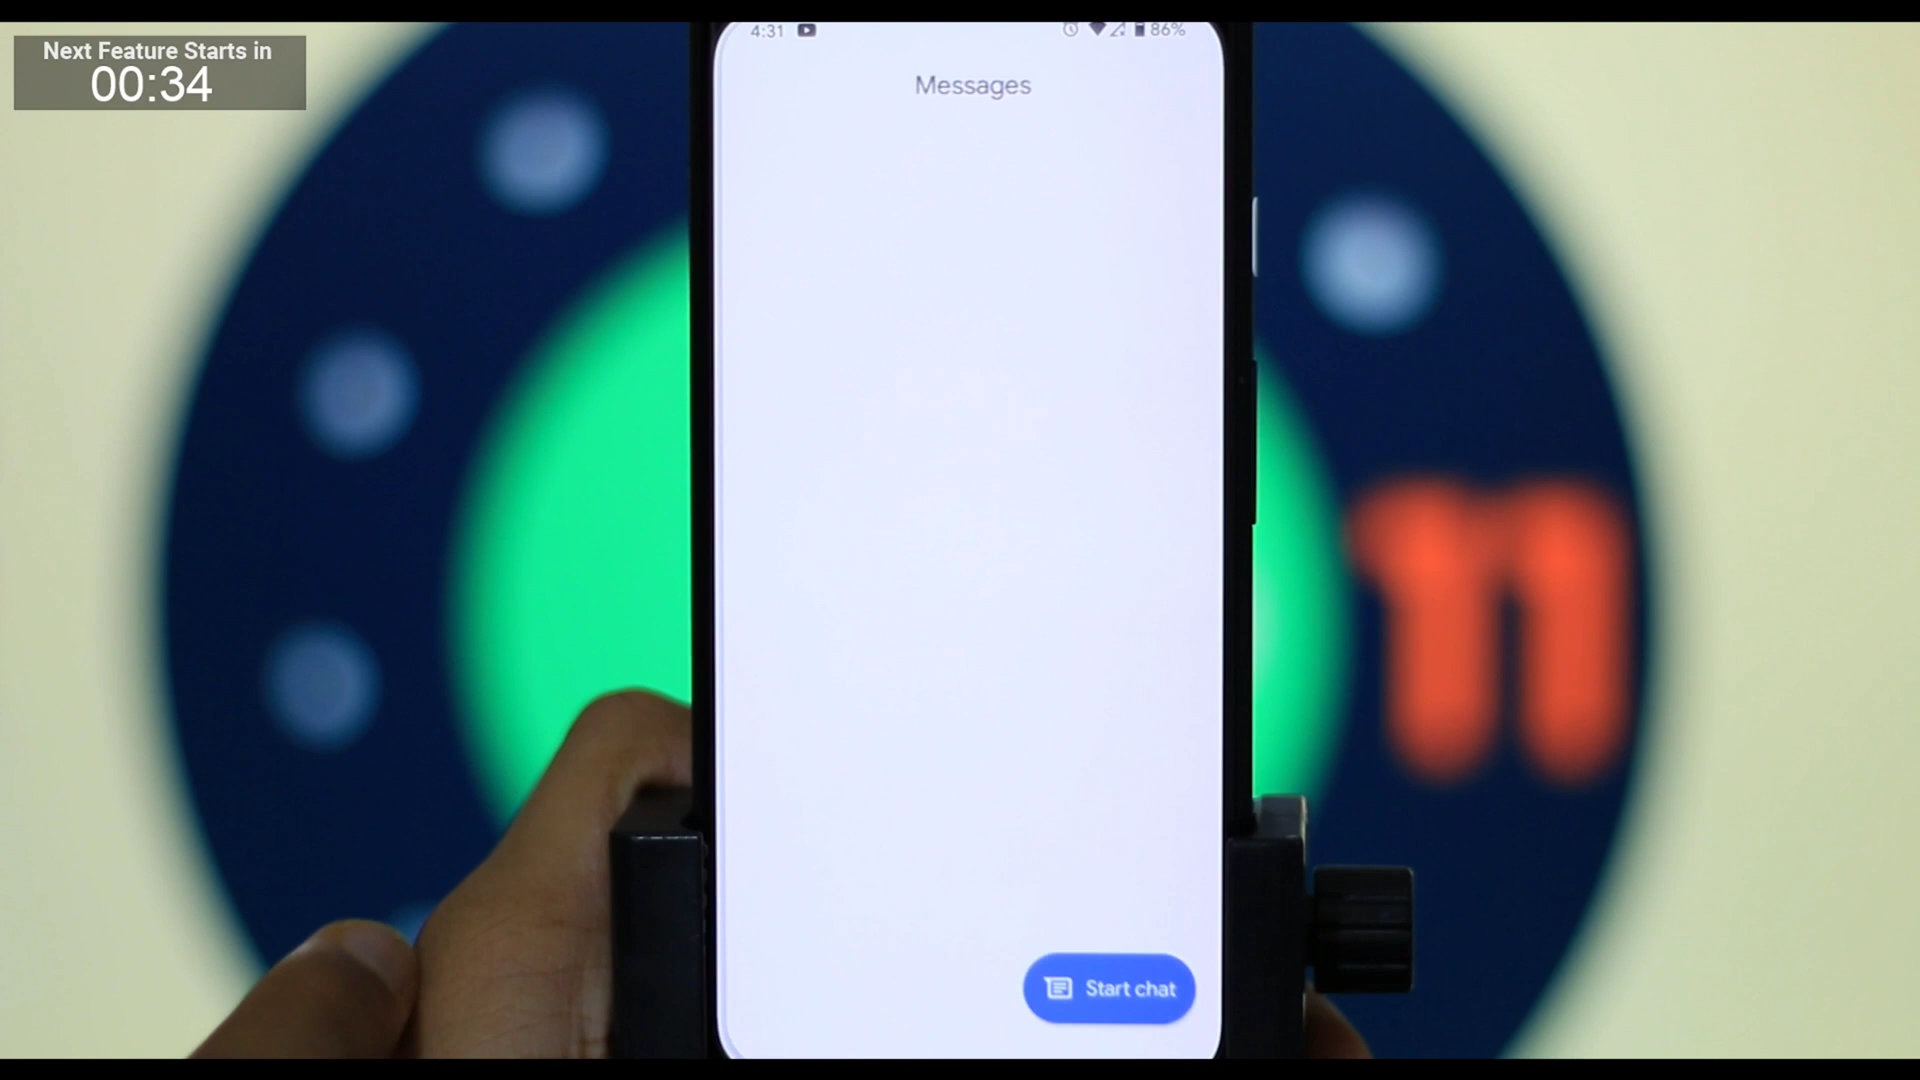 Next Feature Starts in
00:34
4:31
86%
Messages
11
Start chat